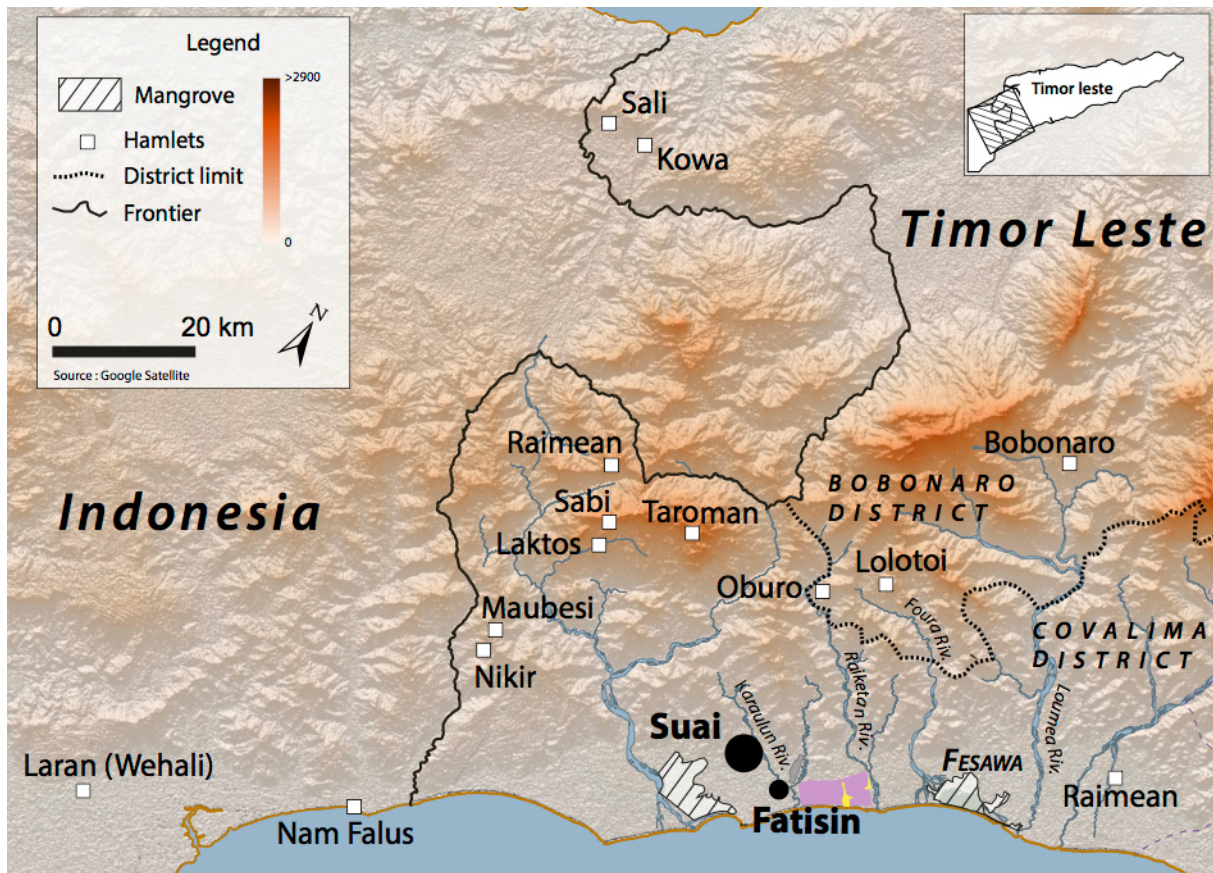 Legend
>2900
Mangrove
Hamlets
District limit
Frontier
0
N
0 20 km
Source : Google Satellite
Timor leste
Sali
Kowa
Timor Leste
Indonesia
Raimean
Bobonaro
Sabi
Taroman
BOBONARO
DISTRICT
Laktos
Oburo
Lolotoi
Maubesi
Foura Riv.
COVALIMA
DISTRICT
Nikir
Raiketan Riv.
Karaulun Riv.
Loumea Riv.
Suai
Laran (Wehali)
FESAWA
Raimean
Nam Falus
Fatisin